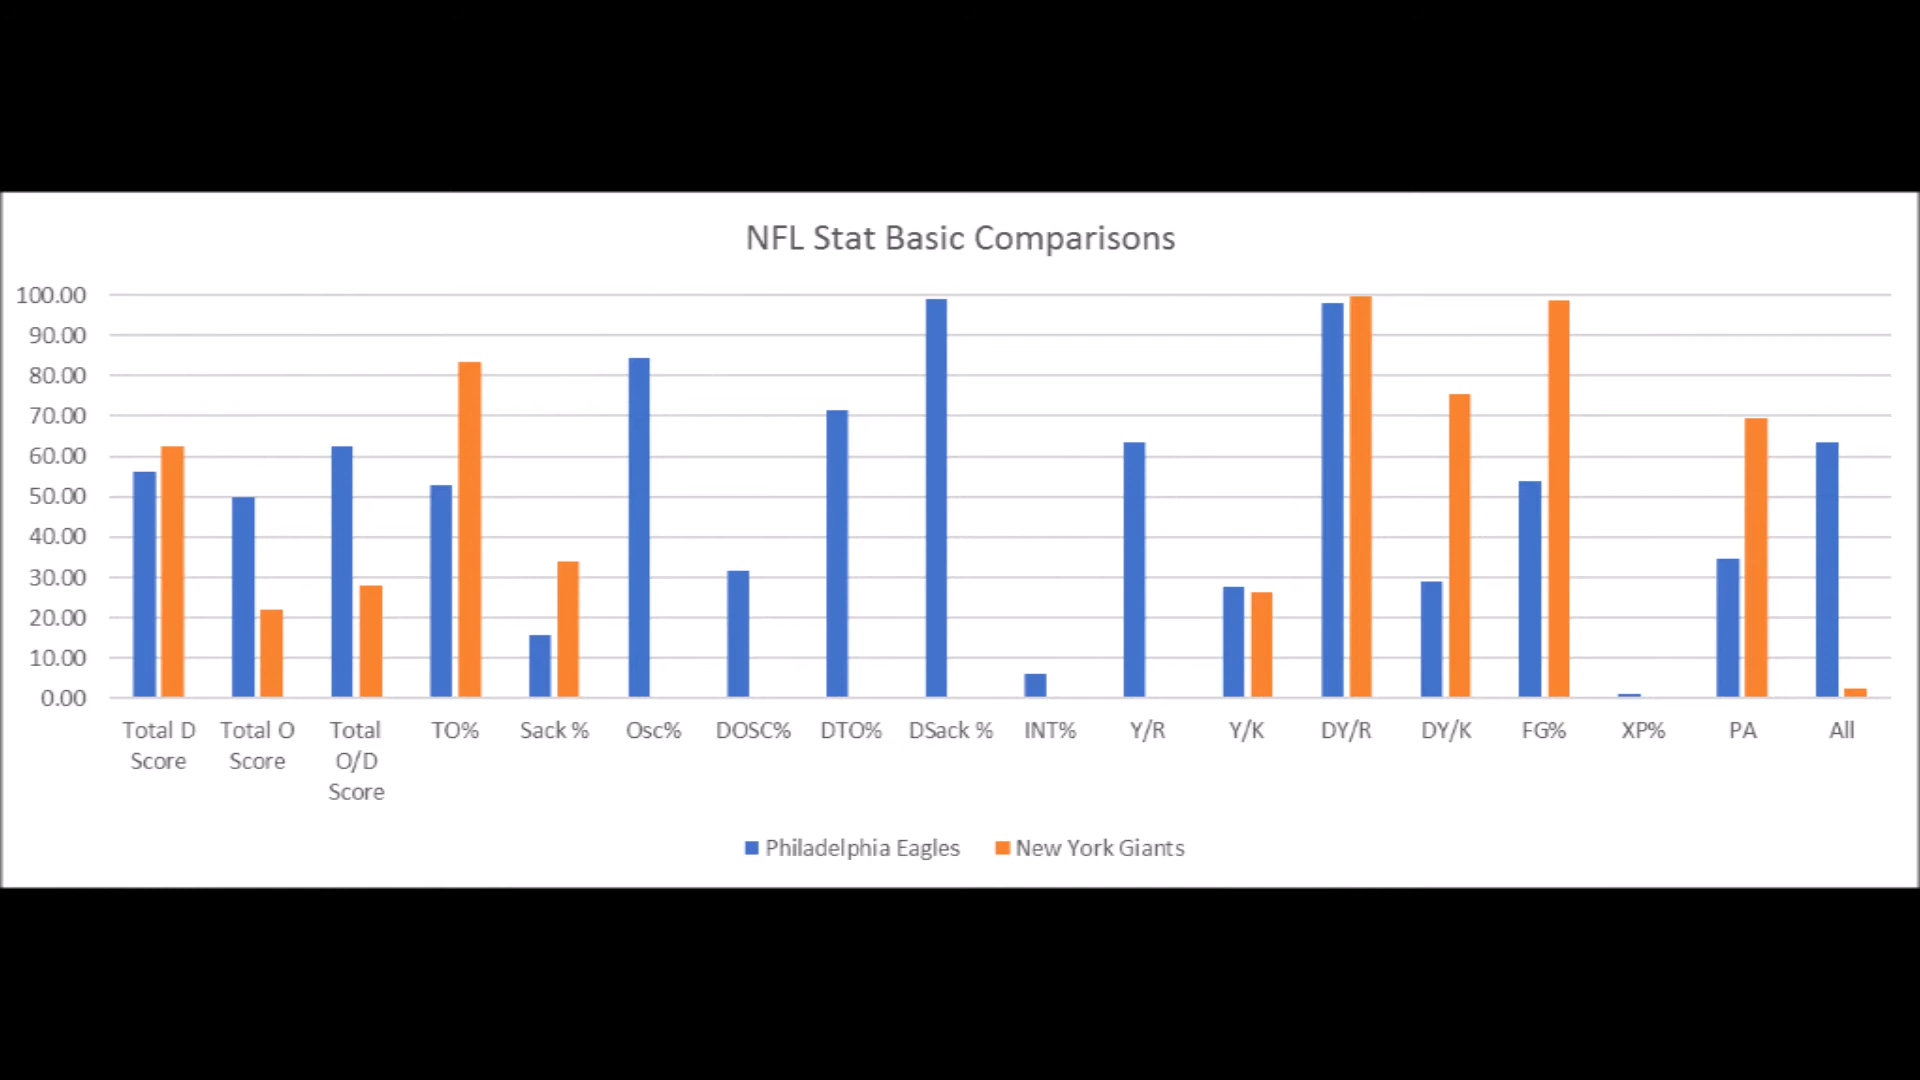 NFL Stat Basic Comparisons
100.00
90.00
80.00
70.00
60.00
50.00
40.00
30.00
20.00
10.00
0.00
Total D Score
Total O Score
Total O/D Score
TO%
Sack %
Osc%
DOSC%
DTO%
DSack %
INT%
Y/R
Y/K
DY/R
DY/K
FG%
XP%
PA
All
Philadelphia Eagles
New York Giants